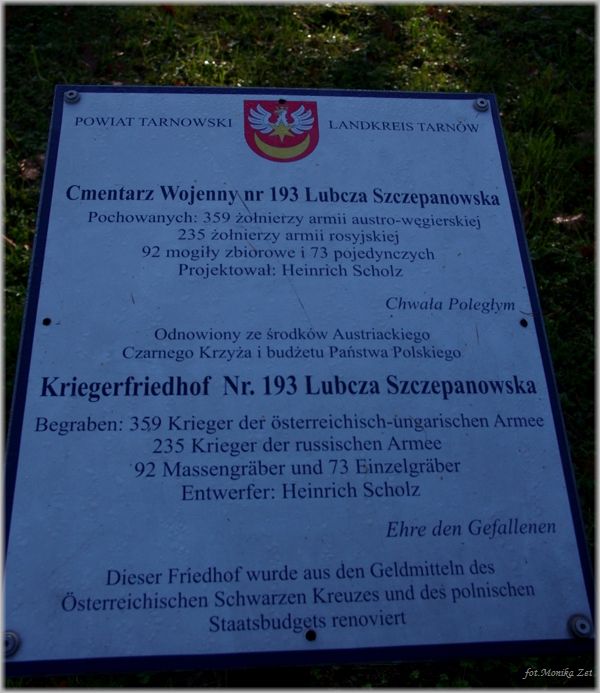 POWIAT TARNOWSKI LANDKREIS TARNÓW
Cmentarz Wojenny nr 193 Lubcza Szczepanowska
Pochowanych: 359 żołnierzy armii austro-węgierskiej
235 żołnierzy armii rosyjskiej
92 mogiły zbiorowe i 73 pojedynczych
Projektował: Heinrich Scholz
Chwała Poległym
Odnowiony ze środków Austriackiego
Czarnego Krzyża i budżetu Państwa Polskiego
Kriegerfriedhof Nr. 193 Lubcza Szczepanowska
Begraben: 359 Krieger der österreichisch-ungarischen Armee
235 Krieger der russischen Armee
92 Massengräber und 73 Einzelgräber
Entwerfer: Heinrich Scholz
Ehre den Gefallenen
Dieser Friedhof wurde aus den Geldmitteln des
Österreichischen Schwarzen Kreuzes und des polnischen
Staatsbudgets renoviert
fot.Monika Zet